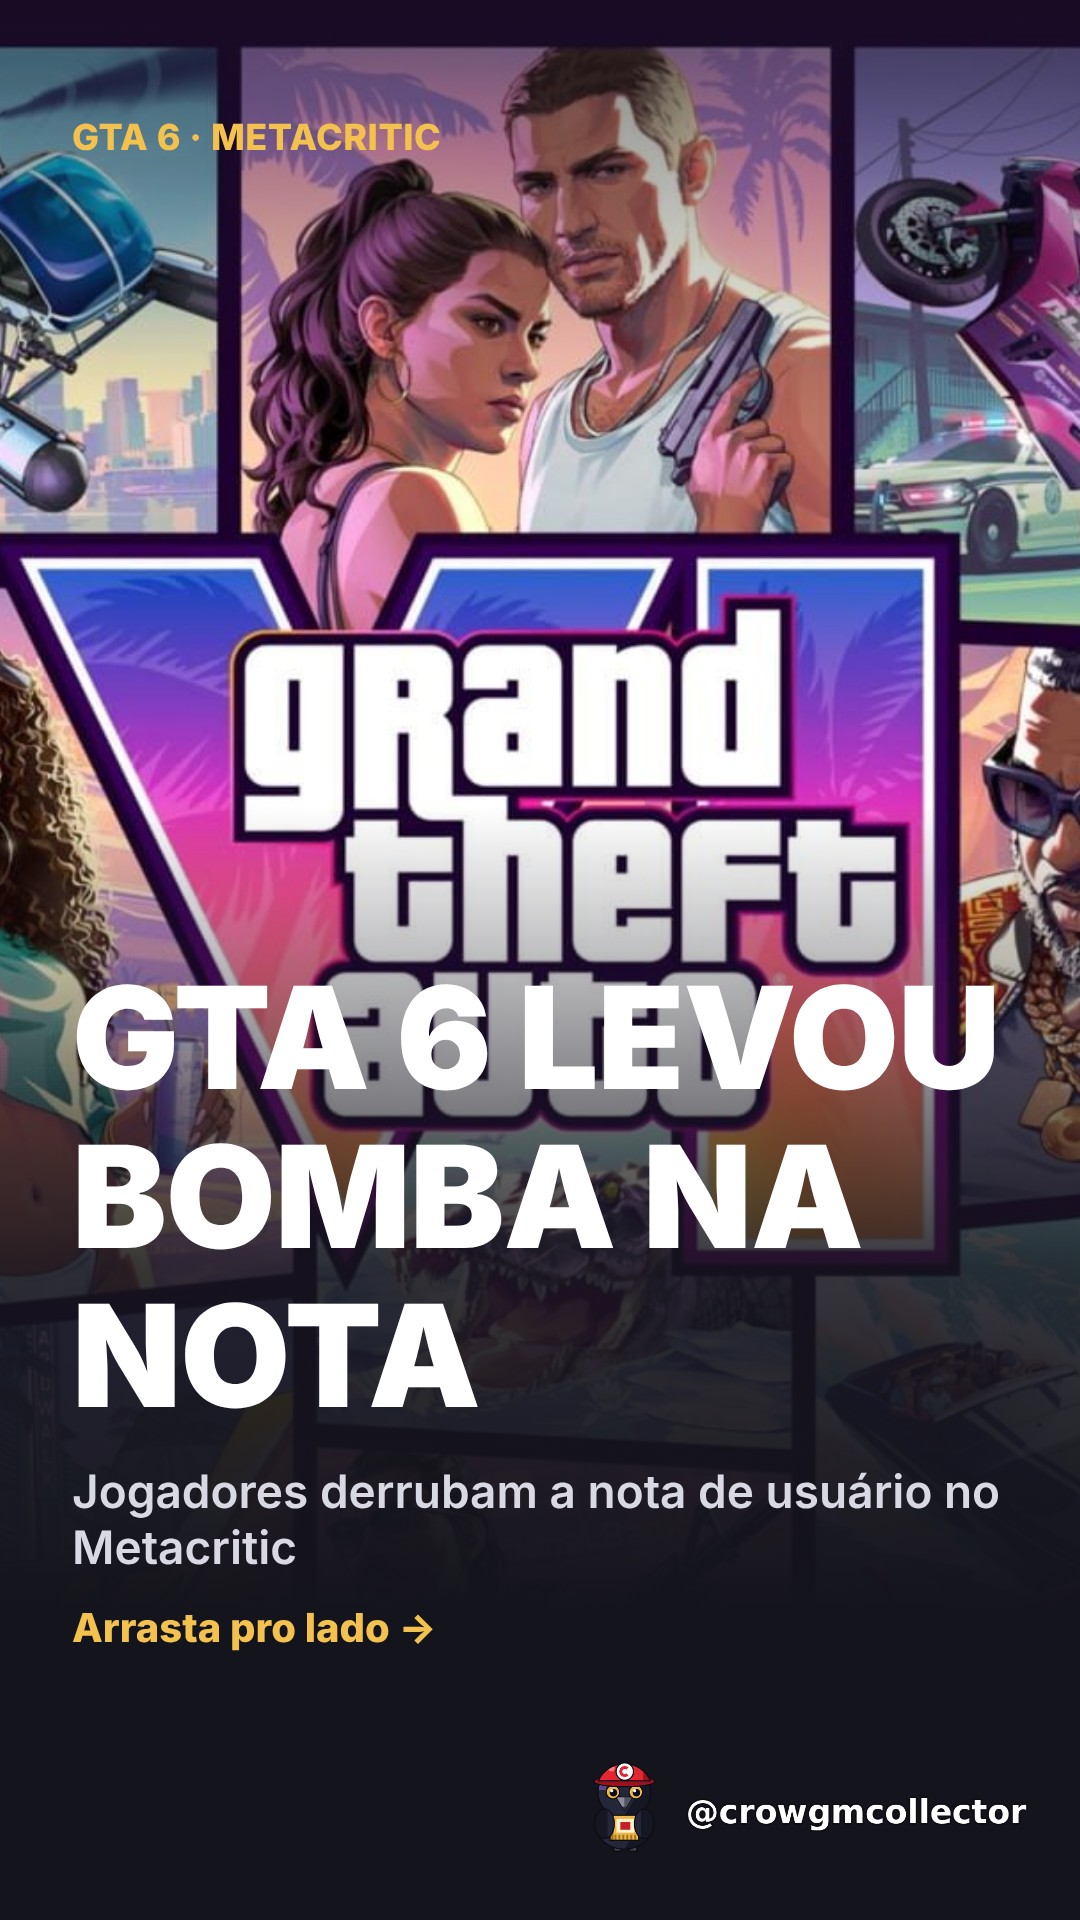 GTA 6 · METACRITIC
grand
theft
auto
GTA 6 LEVOU
BOMBA NA
NOTA
Jogadores derrubam a nota de usuário no
Metacritic
Arrasta pro lado →
@crowgmcollector